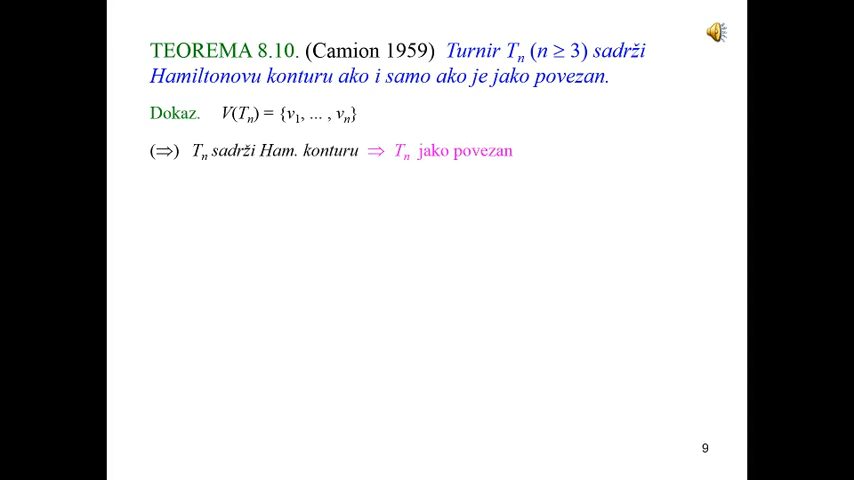 TEOREMA 8.10. (Camion 1959) Turnir Tn (n ≥ 3) sadrži
Hamiltonovu konturu ako i samo ako je jako povezan.
Dokaz. V(Tn) = {v1, ... , vn}
(⇒) Tn sadrži Ham. konturu ⇒ Tn jako povezan
9